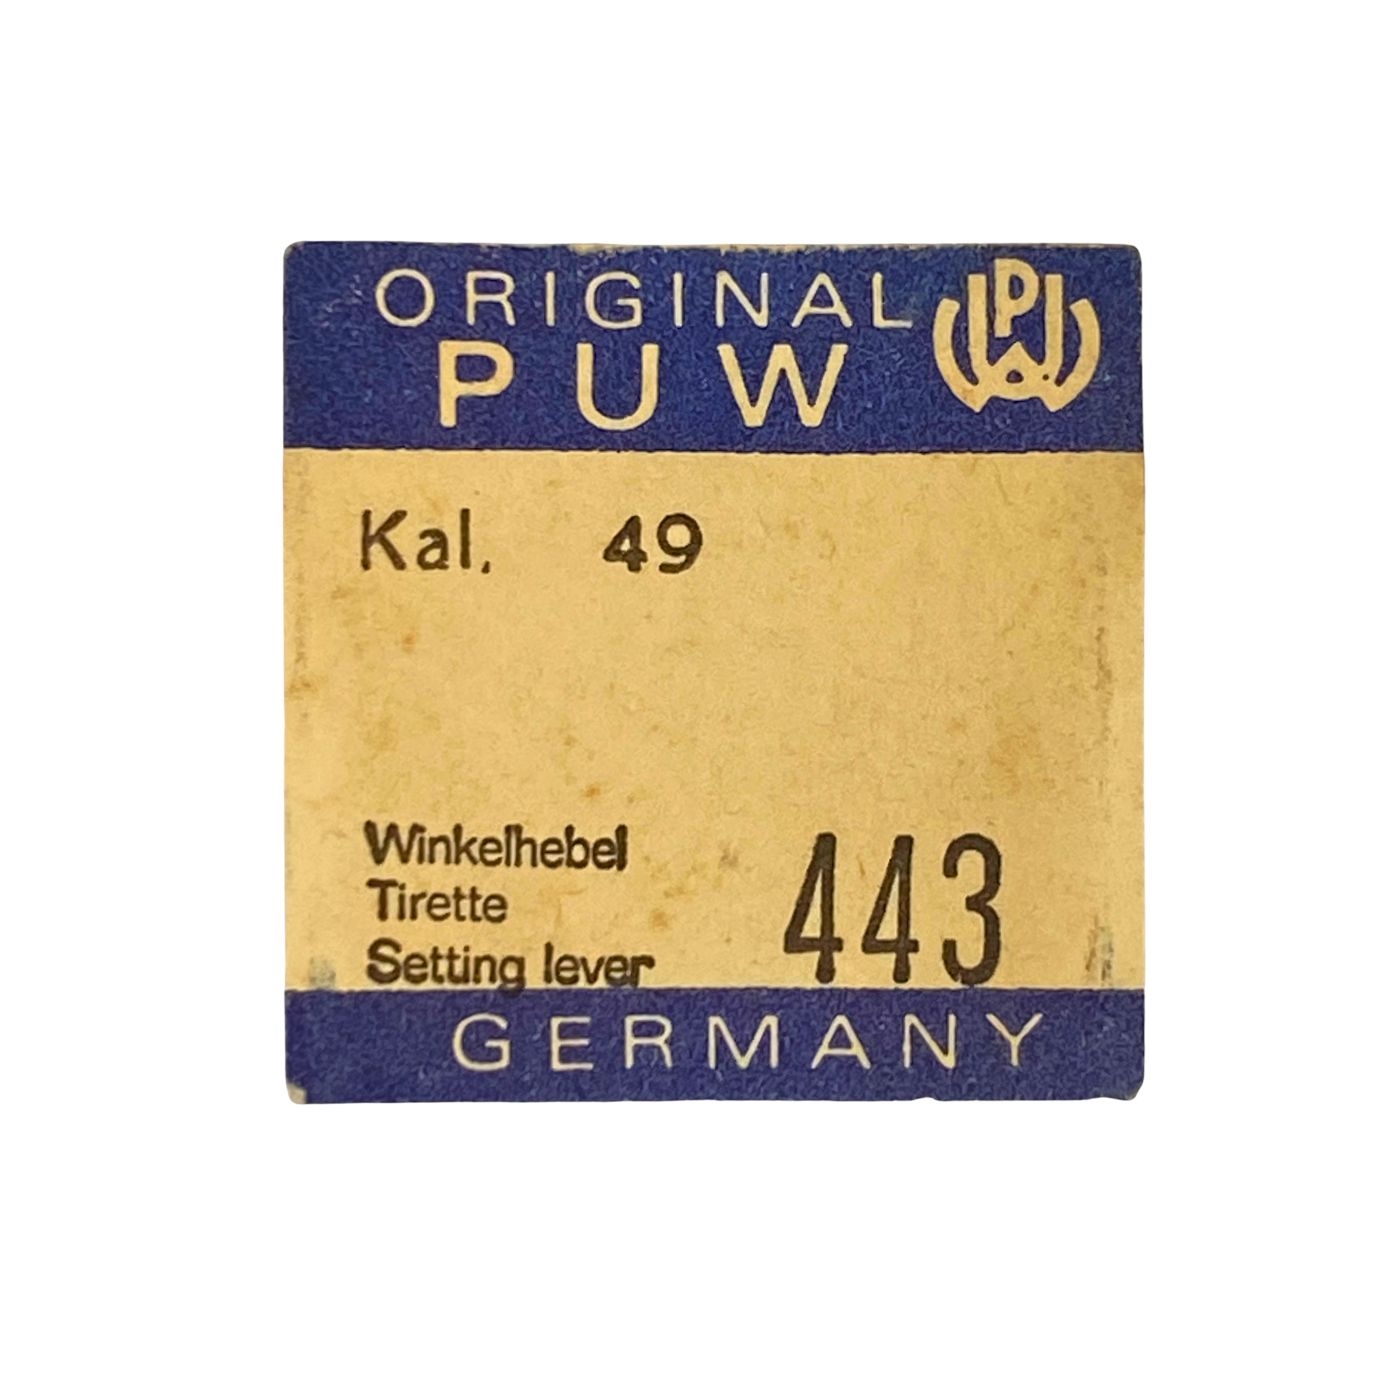 ORIGINAL
PUW
Kal. 49
Winkelhebel
Tirette
Setting lever
443
GERMANY